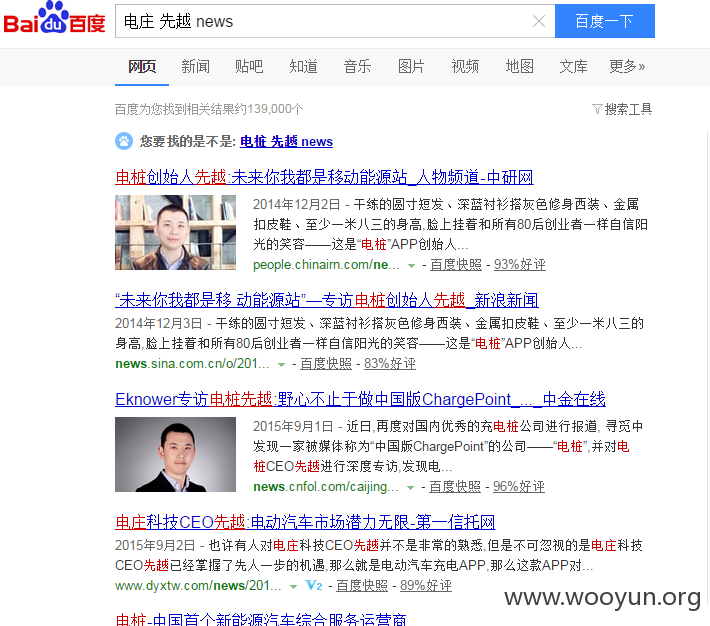 Bai du 百度
电庄 先越 news
百度一下
网页 新闻 贴吧 知道 音乐 图片 视频 地图 文库 更多»
百度为您找到相关结果约139,000个
搜索工具
您要找的是不是: 电桩 先越 news
电桩创始人先越:未来你我都是移动能源站_人物频道-中研网
2014年12月2日 - 干练的圆寸短发、深蓝衬衫搭灰色修身西装、金属
扣皮鞋、至少一米八三的身高,脸上挂着和所有80后创业者一样自信阳
光的笑容——这是“电桩”APP创始人...
people.chinairn.com/ne... - 百度快照 - 93%好评
“未来你我都是移 动能源站”—专访电桩创始人先越_新浪新闻
2014年12月3日 - 干练的圆寸短发、深蓝衬衫搭灰色修身西装、金属扣皮鞋、至少一米八三的
身高,脸上挂着和所有80后创业者一样自信阳光的笑容——这是“电桩”APP创始人...
news.sina.com.cn/o/201... - 百度快照 - 83%好评
Eknower专访电桩先越:野心不止于做中国版ChargePoint_..._中金在线
2015年9月1日 - 近日,再度对国内优秀的充电桩公司进行报道, 寻觅中
发现一家被媒体称为“中国版ChargePoint”的公司——“电桩”,并对电
桩CEO先越进行深度专访,发现电...
news.cnfol.com/caijing... - 百度快照 - 96%好评
电庄科技CEO先越:电动汽车市场潜力无限-第一信托网
2015年9月2日 - 也许有人对电庄科技CEO先越并不是非常的熟悉,但是不可忽视的是电庄科技
CEO先越已经掌握了先人一步的机遇,那么就是电动汽车充电APP,那么这款APP对...
www.dyxtw.com/news/201... V2 - 百度快照 - 89%好评
www.wooyun.org
电桩-中国首个新能源汽车综合服务运营商